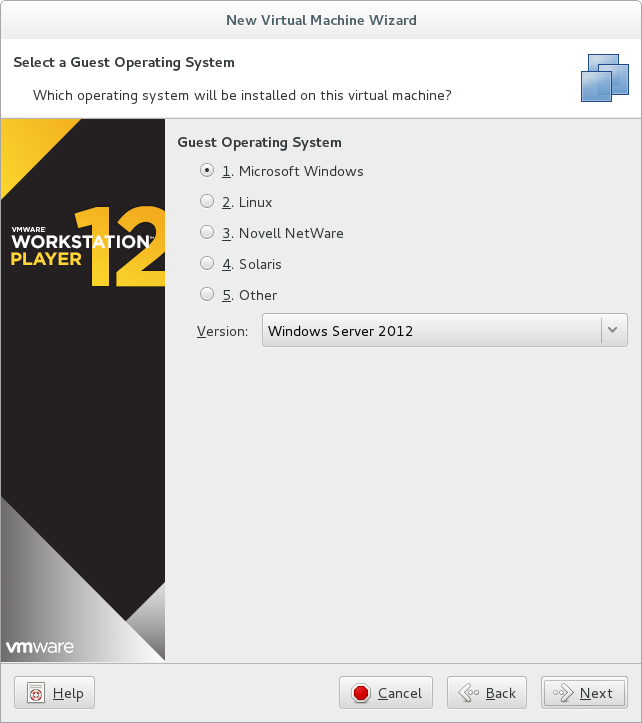 New Virtual Machine Wizard
Select a Guest Operating System
Which operating system will be installed on this virtual machine?
VMWARE
WORKSTATION™
PLAYER 12
vmware
Guest Operating System
1. Microsoft Windows
2. Linux
3. Novell NetWare
4. Solaris
5. Other
Version: Windows Server 2012
Help Cancel Back Next